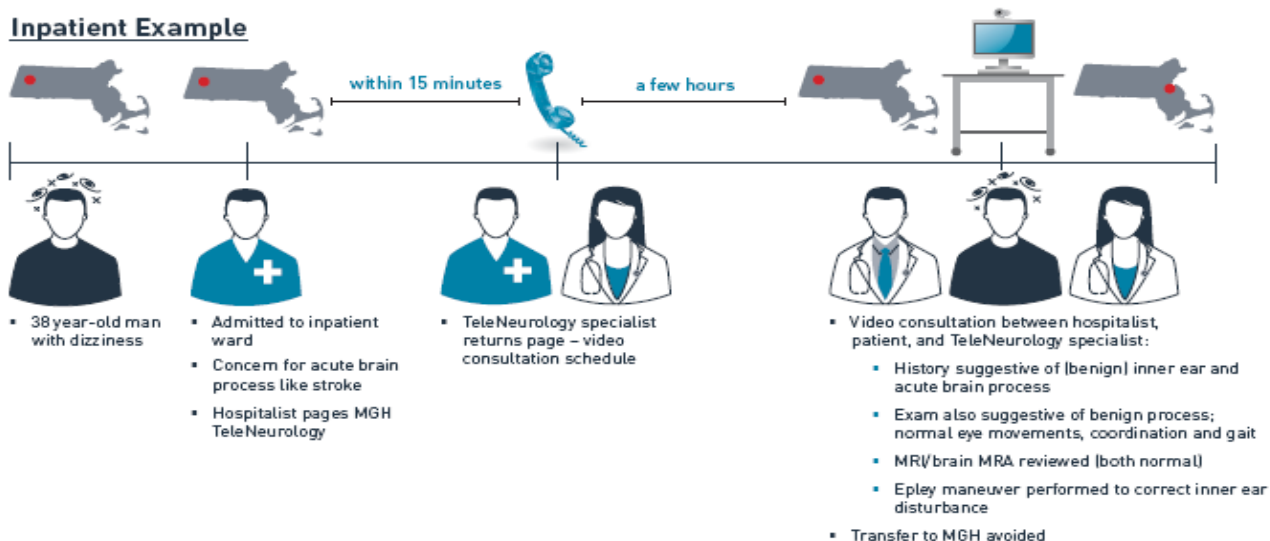 Inpatient Example
within 15 minutes
a few hours
▪ 38 year-old man
with dizziness
▪ Admitted to inpatient
ward
▪ Concern for acute brain
process like stroke
▪ Hospitalist pages MGH
TeleNeurology
▪ TeleNeurology specialist
returns page – video
consultation schedule
▪ Video consultation between hospitalist,
patient, and TeleNeurology specialist:
▪ History suggestive of (benign) inner ear and
acute brain process
▪ Exam also suggestive of benign process;
normal eye movements, coordination and gait
▪ MRI/brain MRA reviewed (both normal)
▪ Epley maneuver performed to correct inner ear
disturbance
▪ Transfer to MGH avoided